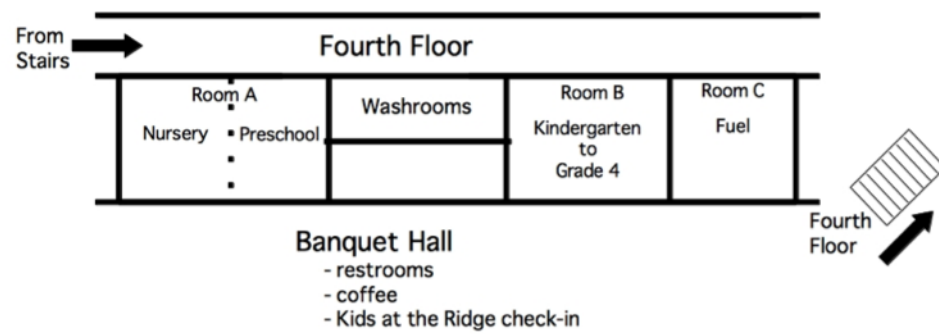 From
Stairs
Fourth Floor
Room A
Nursery
Preschool
Washrooms
Room B
Kindergarten
to
Grade 4
Room C
Fuel
Fourth
Floor
Banquet Hall
- restrooms
- coffee
- Kids at the Ridge check-in